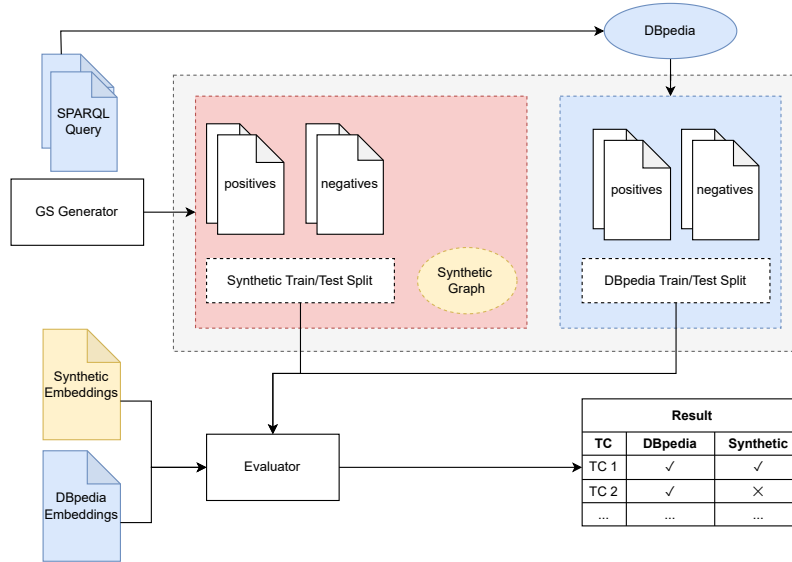 DBpedia
SPARQL
Query
positives
negatives
positives
negatives
GS Generator
Synthetic Train/Test Split
Synthetic
Graph
DBpedia Train/Test Split
Synthetic
Embeddings
DBpedia
Embeddings
Evaluator
Result
TC DBpedia Synthetic
TC 1 ✓ ✓
TC 2 ✓ ✕
... ... ...